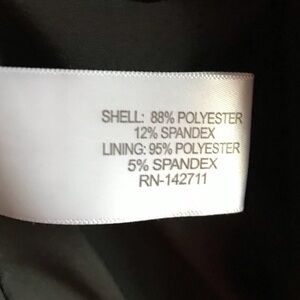 SHELL: 88% POLYESTER
12% SPANDEX
LINING: 95% POLYESTER
5% SPANDEX
RN-142711